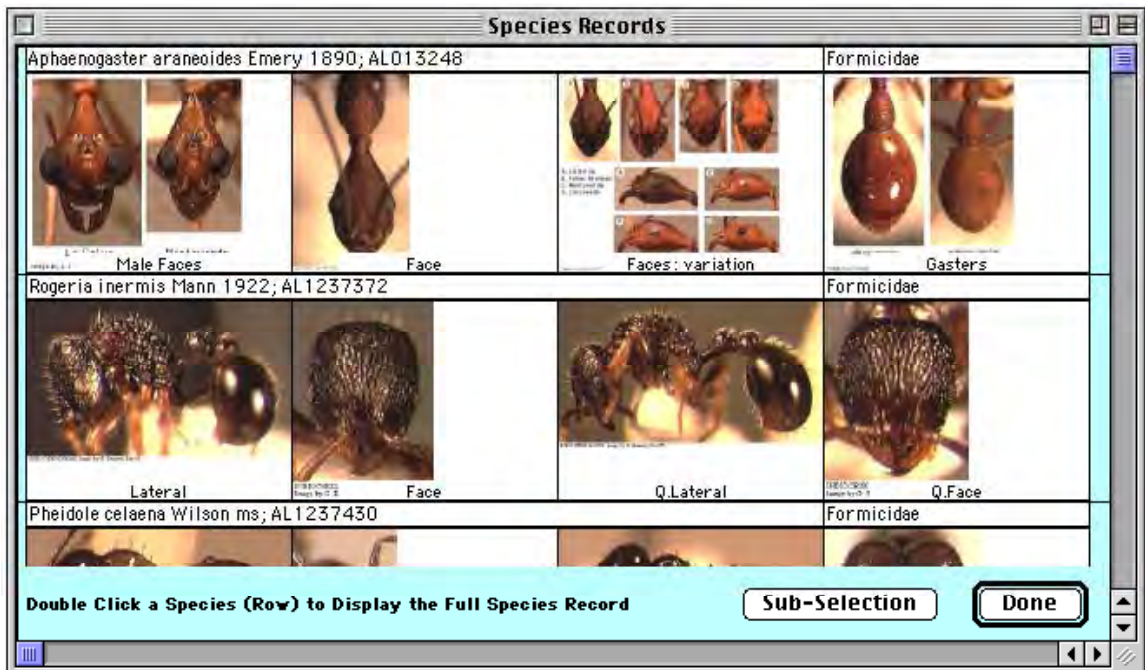 Species Records
Aphaenogaster araneoides Emery 1890; AL013248 Formicidae
Male Faces Face Faces: variation Gasters
Rogeria inermis Mann 1922; AL1237372 Formicidae
Lateral Face Q.Lateral Q.Face
Pheidole celaena Wilson ms; AL1237430 Formicidae
Double Click a Species (Row) to Display the Full Species Record Sub-Selection Done